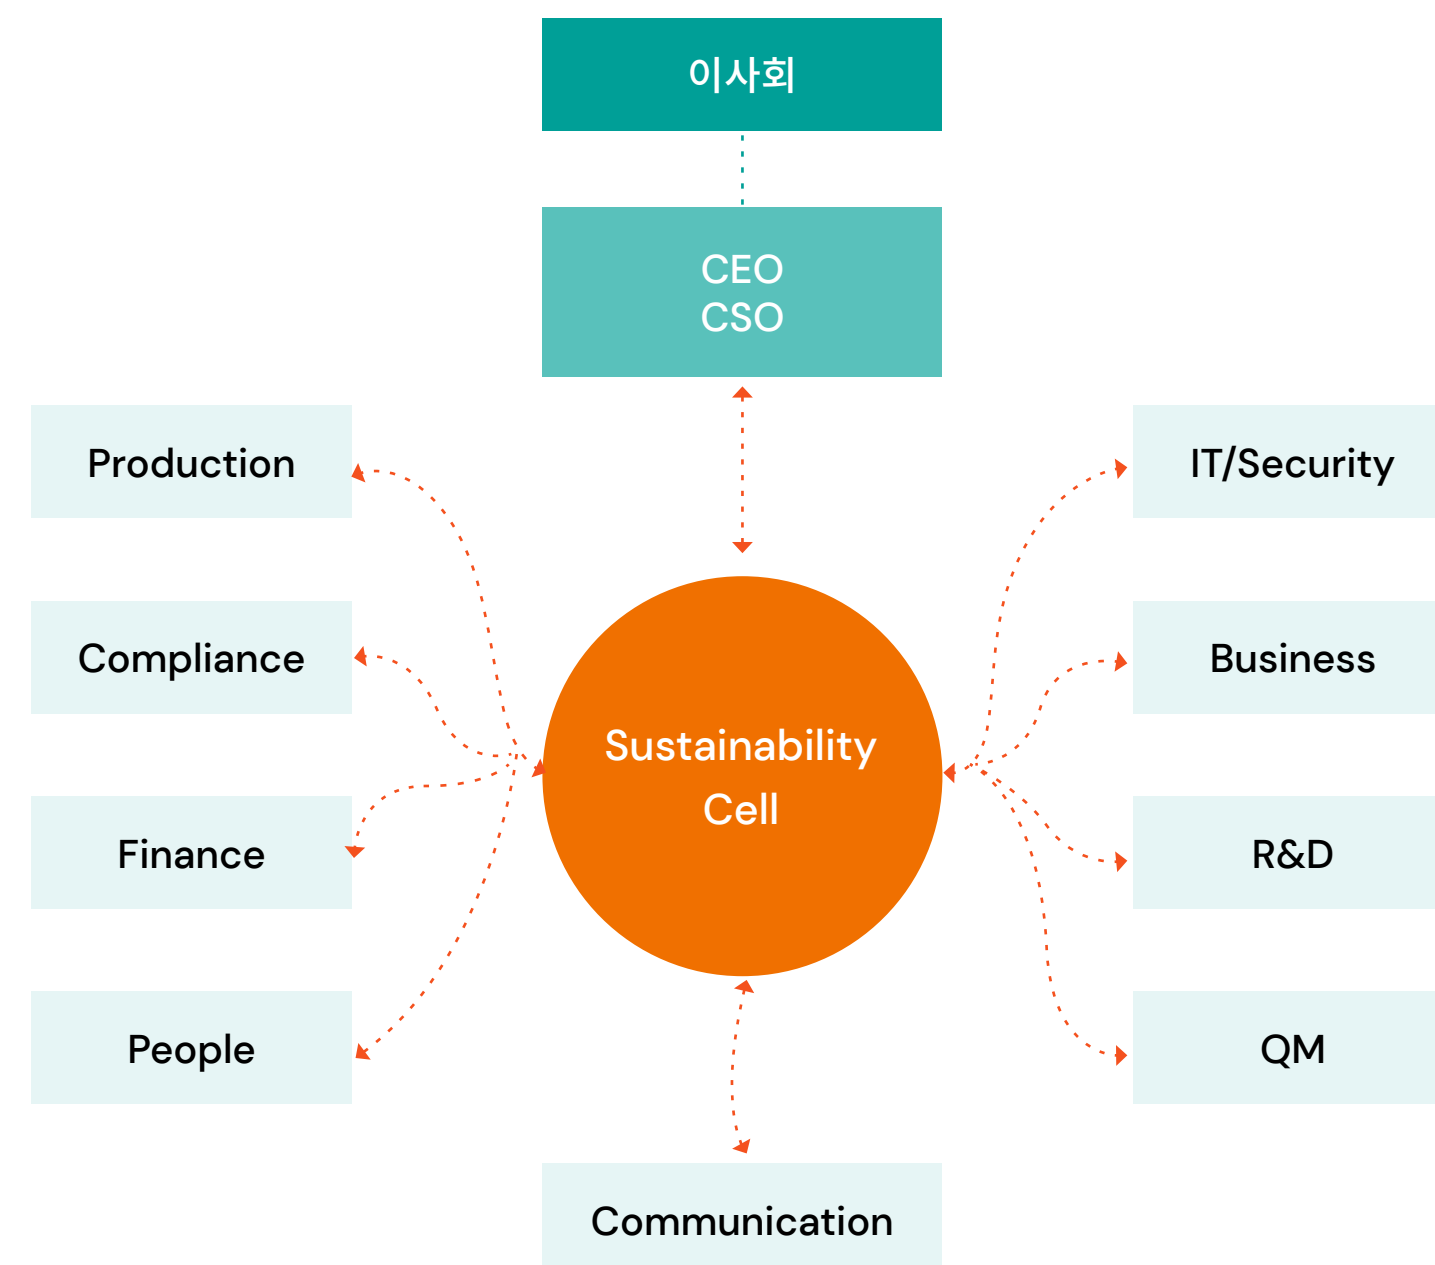 이사회
CEO
CSO
Production
IT/Security
Compliance
Business
Sustainability
Cell
Finance
R&D
People
QM
Communication